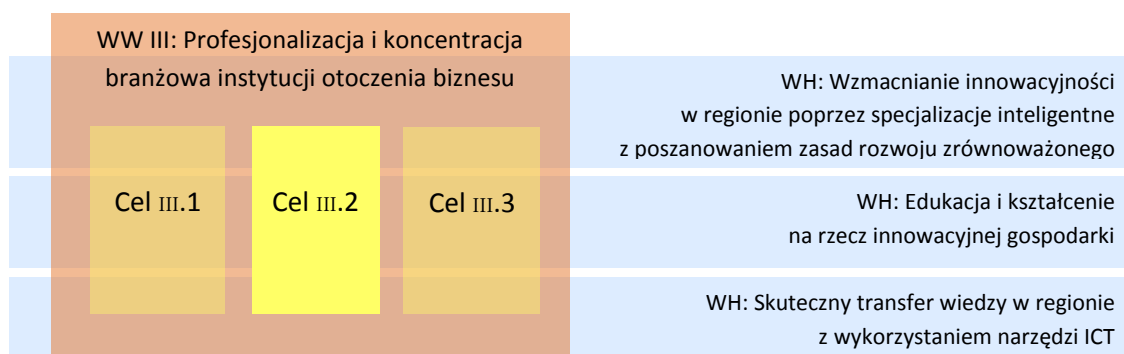 WW III: Profesjonalizacja i koncentracja
branżowa instytucji otoczenia biznesu
WH: Wzmacnianie innowacyjności
w regionie poprzez specjalizacje inteligentne
z poszanowaniem zasad rozwoju zrównoważonego
Cel III.1
Cel III.2
Cel III.3
WH: Edukacja i kształcenie
na rzecz innowacyjnej gospodarki
WH: Skuteczny transfer wiedzy w regionie
z wykorzystaniem narzędzi ICT